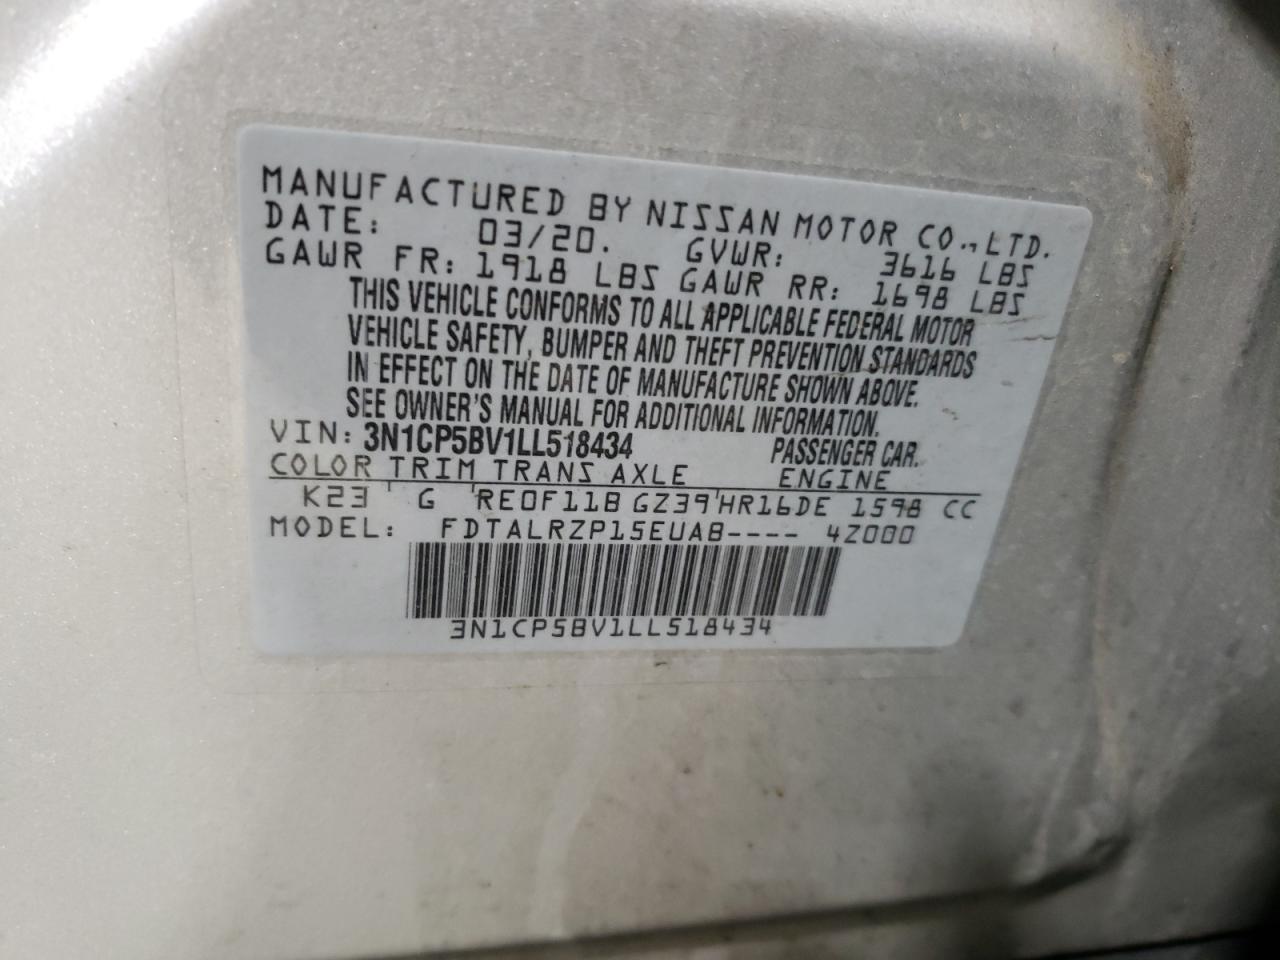 MANUFACTURED BY NISSAN MOTOR CO., LTD.
DATE: 03/20. GVWR: 3616 LBS
GAWR FR: 1918 LBS GAWR RR: 1698 LBS
THIS VEHICLE CONFORMS TO ALL APPLICABLE FEDERAL MOTOR
VEHICLE SAFETY, BUMPER AND THEFT PREVENTION STANDARDS
IN EFFECT ON THE DATE OF MANUFACTURE SHOWN ABOVE.
SEE OWNER'S MANUAL FOR ADDITIONAL INFORMATION.
VIN: 3N1CP5BV1LL518434 PASSENGER CAR.
COLOR TRIM TRANS AXLE ENGINE
K23 G RE0F11B GZ39 HR16DE 1598 CC
MODEL: FDTALRZP15EUAB---- 4Z000
3N1CP5BV1LL518434